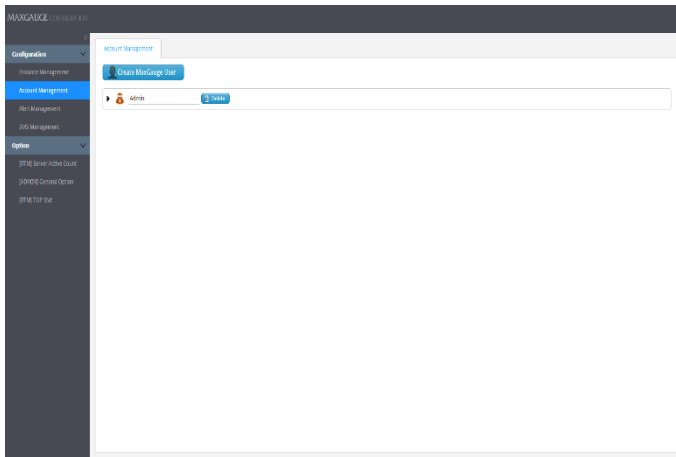 MAXGAUGE CONFIGURATION
Configuration
Instance Management
Account Management
Alert Management
SMS Management
Option
[RTM] Server Active Count
[ADMIN] General Option
[RTM] TOP Stat
Account Management
Create MaxGauge User
Admin
Delete